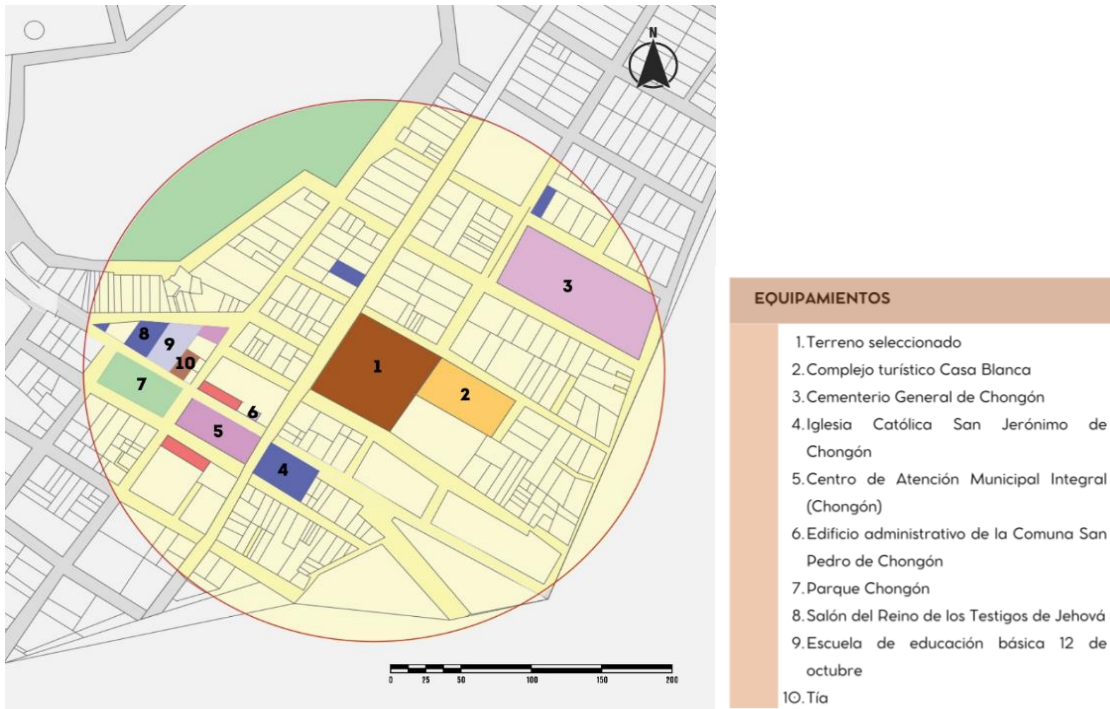 N
3
8
9
1
10
2
7
6
5
4
0 25 50 100 150 200
EQUIPAMIENTOS
1.Terreno seleccionado
2.Complejo turístico Casa Blanca
3.Cementerio General de Chongón
4.Iglesia Católica San Jerónimo de
Chongón
5.Centro de Atención Municipal Integral
(Chongón)
6.Edificio administrativo de la Comuna San
Pedro de Chongón
7.Parque Chongón
8.Salón del Reino de los Testigos de Jehová
9.Escuela de educación básica 12 de
octubre
10.Tía